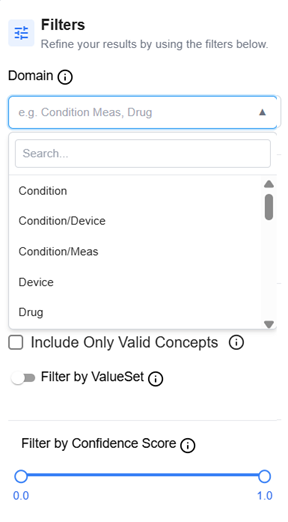 Filters
Refine your results by using the filters below.
Domain
e.g. Condition Meas, Drug
Search...
Condition
Condition/Device
Condition/Meas
Device
Drug
Include Only Valid Concepts
Filter by ValueSet
Filter by Confidence Score
0.0 1.0